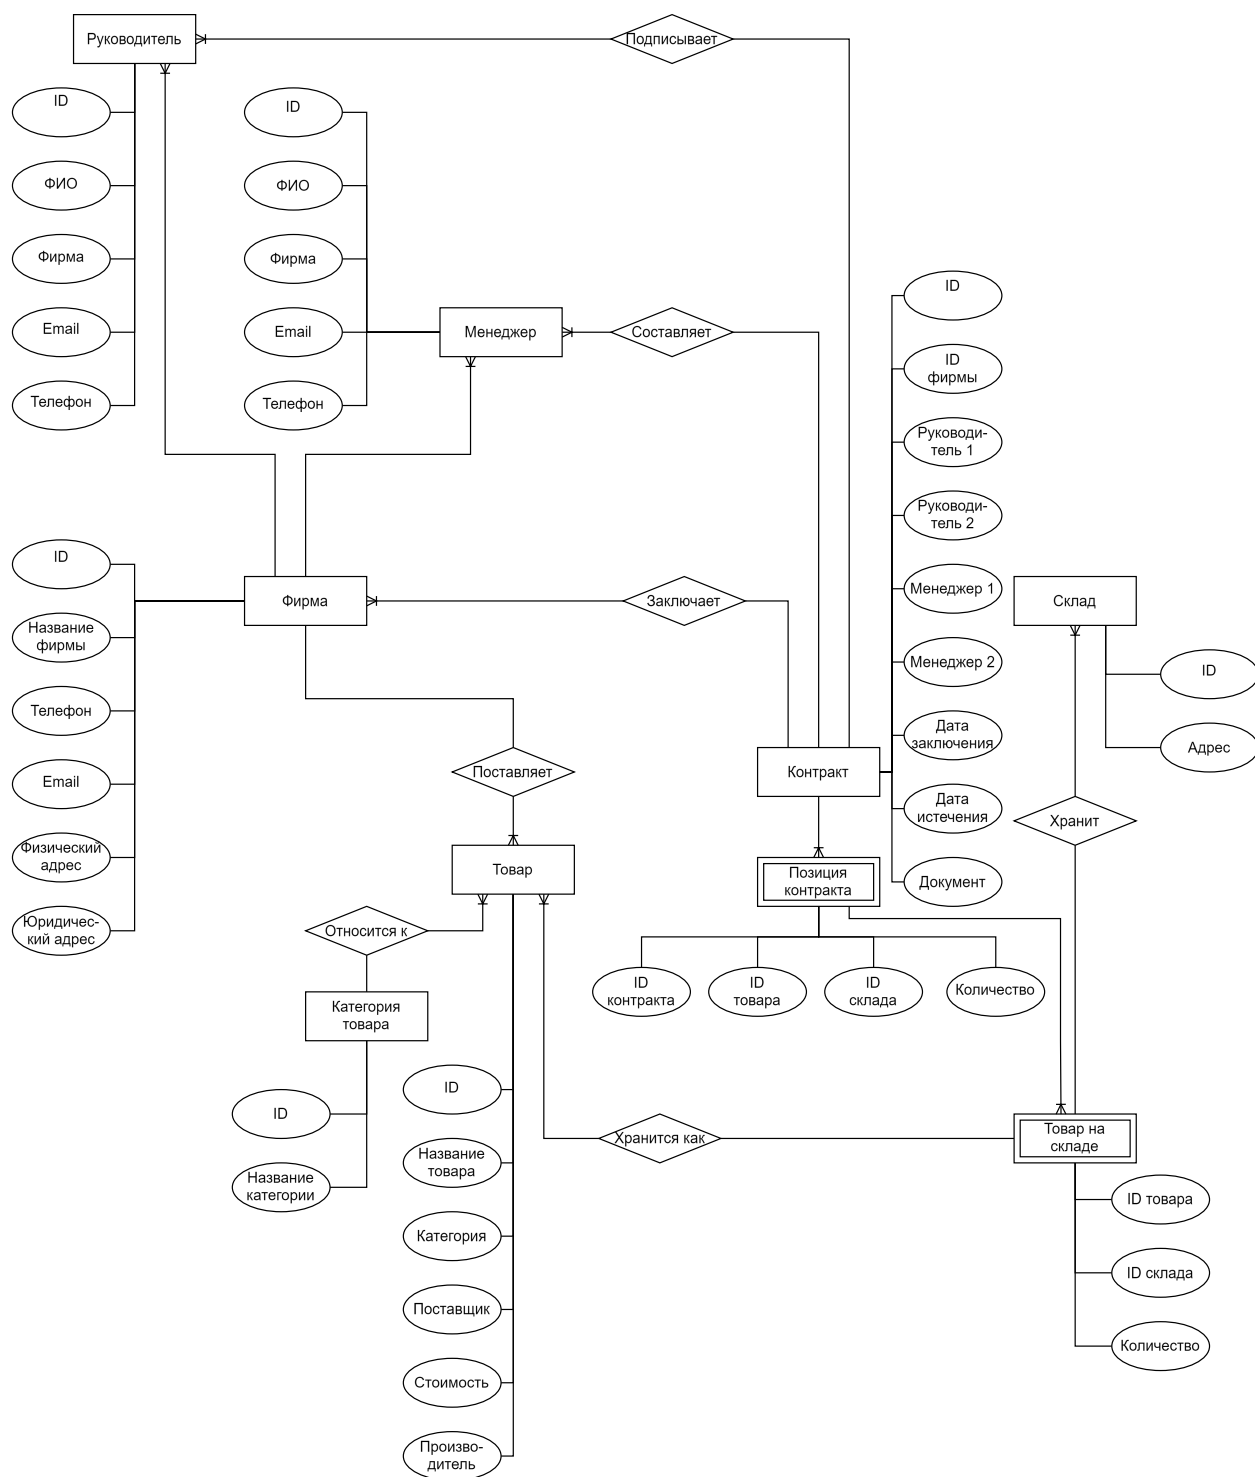 Руководитель
Подписывает
ID
ФИО
Фирма
Email
Телефон
ID
ФИО
Фирма
Email
Телефон
Менеджер
Составляет
ID
ID
фирмы
Руководи-
тель 1
Руководи-
тель 2
Менеджер 1
Менеджер 2
Дата
заключения
Дата
истечения
Документ
Фирма
Заключает
Склад
ID
Адрес
ID
Название
фирмы
Телефон
Email
Физический
адрес
Юридичес-
кий адрес
Поставляет
Контракт
Хранит
Товар
Позиция
контракта
Относится к
ID
контракта
ID
товара
ID
склада
Количество
Категория
товара
ID
Название
категории
ID
Название
товара
Категория
Поставщик
Стоимость
Произво-
дитель
Хранится как
Товар на
складе
ID товара
ID склада
Количество